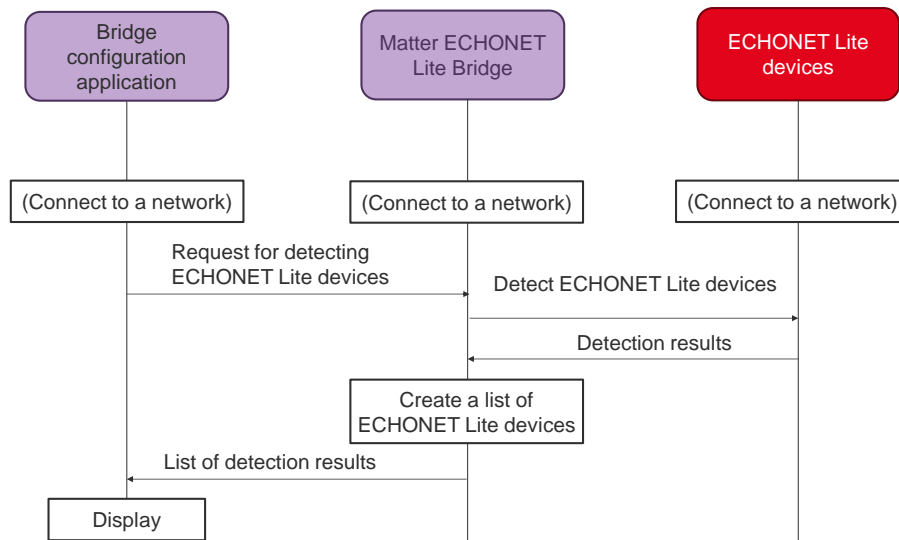 Bridge
configuration
application
Matter ECHONET
Lite Bridge
ECHONET Lite
devices
(Connect to a network)
(Connect to a network)
(Connect to a network)
Request for detecting
ECHONET Lite devices
Detect ECHONET Lite devices
Detection results
Create a list of
ECHONET Lite devices
List of detection results
Display